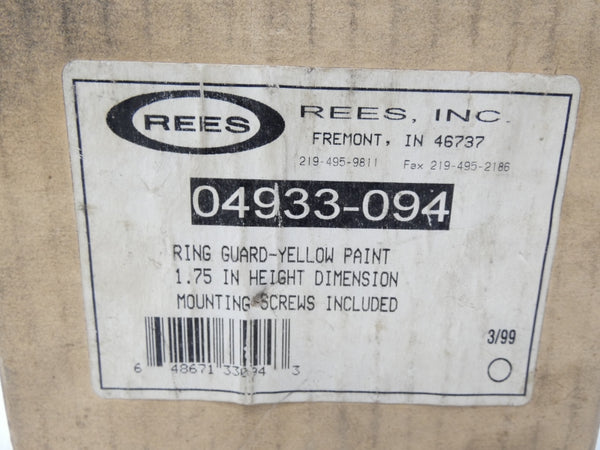 REES
REES, INC.
FREMONT, IN 46737
219-495-9811 Fax 219-495-2186
04933-094
RING GUARD-YELLOW PAINT
1.75 IN HEIGHT DIMENSION
MOUNTING SCREWS INCLUDED
3/99
6 48671 33094 3